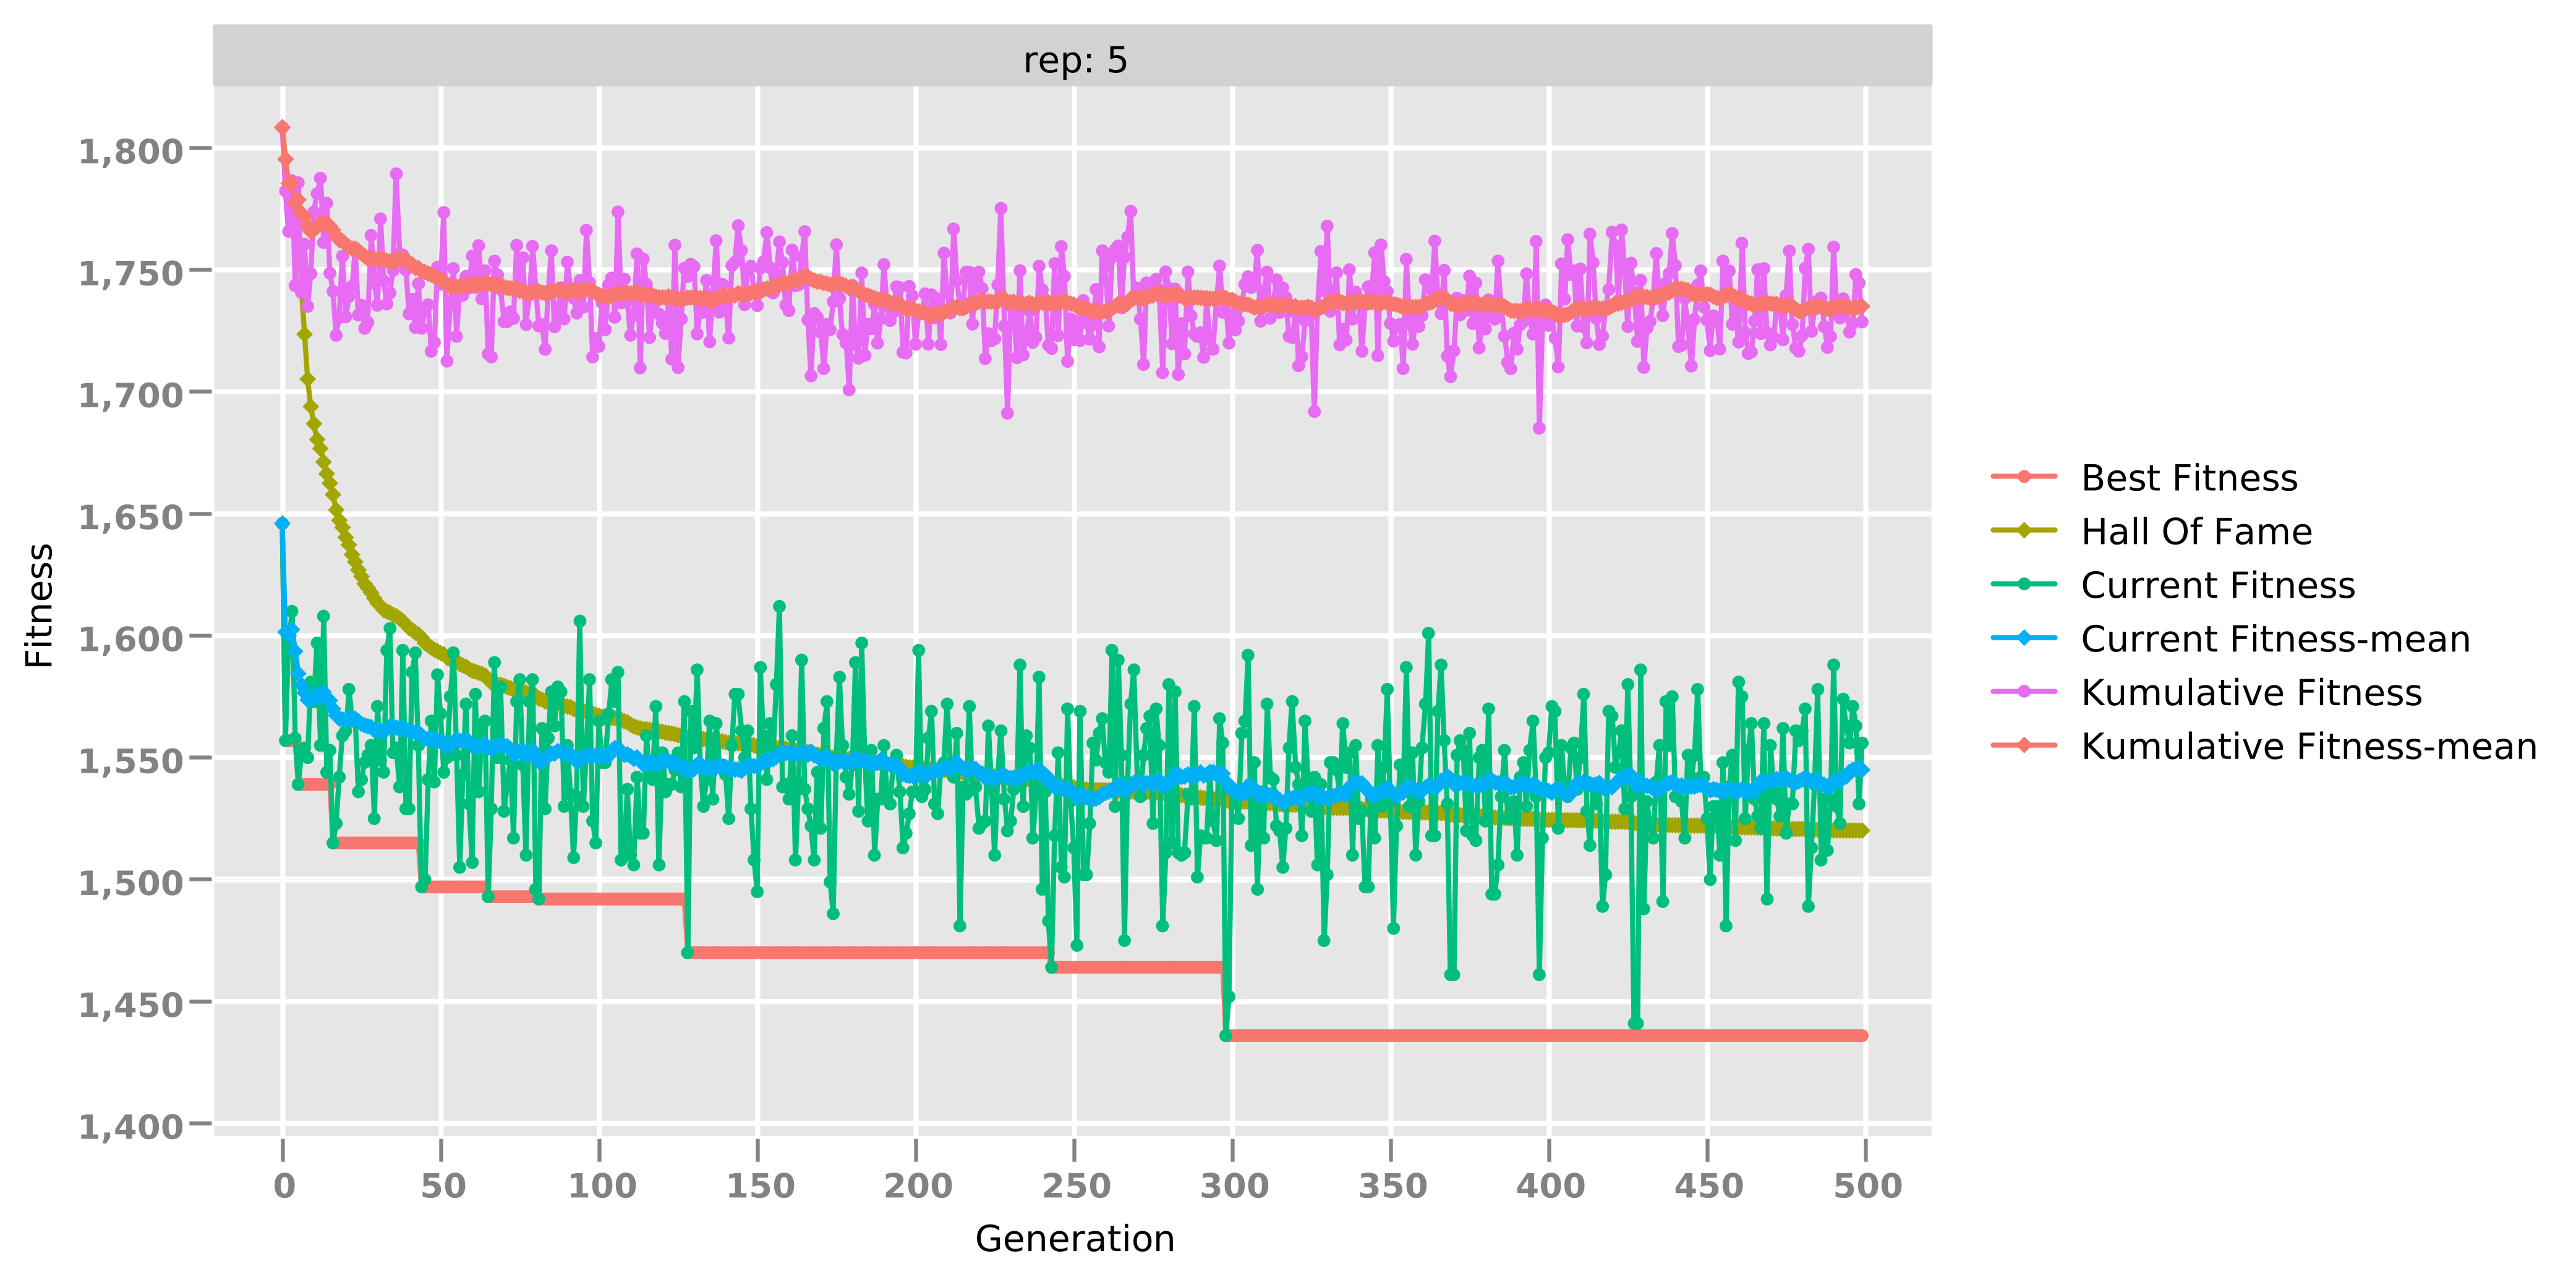 rep: 5
1,800
1,750
1,700
1,650
1,600
1,550
1,500
1,450
1,400
Fitness
0 50 100 150 200 250 300 350 400 450 500
Generation
Best Fitness
Hall Of Fame
Current Fitness
Current Fitness-mean
Kumulative Fitness
Kumulative Fitness-mean